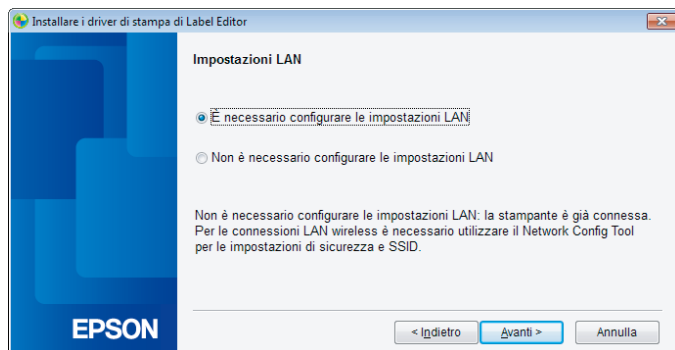 Installare i driver di stampa di Label Editor
Impostazioni LAN
È necessario configurare le impostazioni LAN
Non è necessario configurare le impostazioni LAN
Non è necessario configurare le impostazioni LAN: la stampante è già connessa.
Per le connessioni LAN wireless è necessario utilizzare il Network Config Tool
per le impostazioni di sicurezza e SSID.
EPSON
< Indietro
Avanti >
Annulla